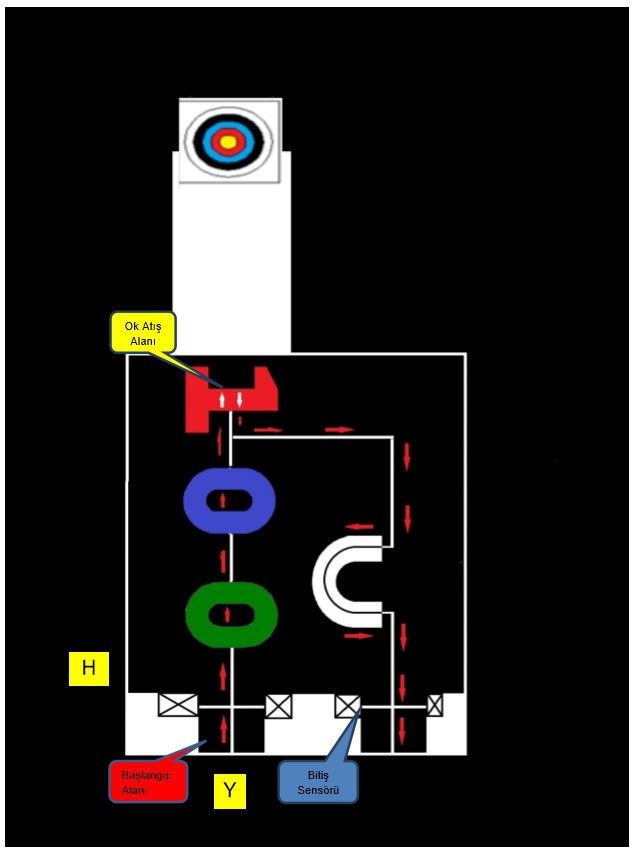 Ok Atış
Alanı
H
Başlangıç
Alanı
Y
Bitiş
Sensörü